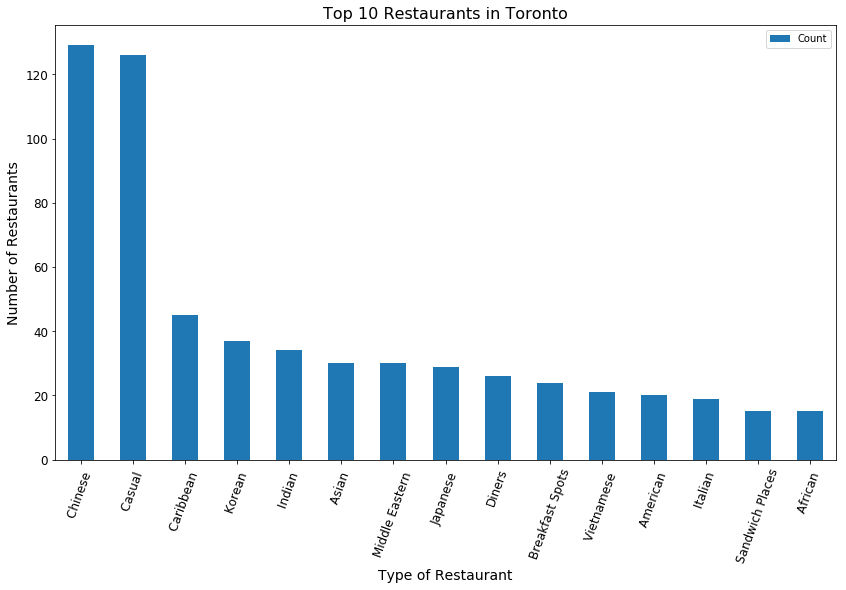 Top 10 Restaurants in Toronto
Count
Number of Restaurants
120
100
80
60
40
20
0
Chinese
Casual
Caribbean
Korean
Indian
Asian
Middle Eastern
Japanese
Diners
Breakfast Spots
Vietnamese
American
Italian
Sandwich Places
African
Type of Restaurant